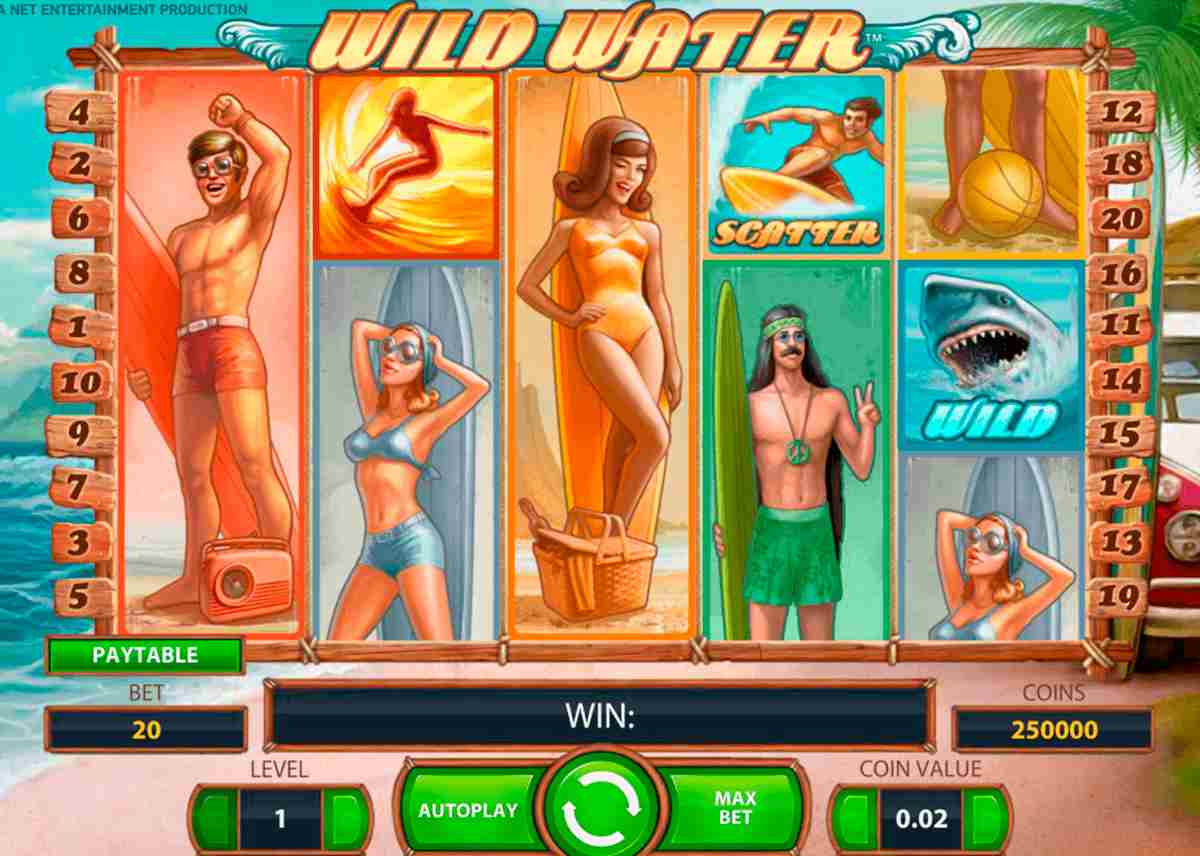 A NET ENTERTAINMENT PRODUCTION
WILD WATER™
4
2
6
8
1
10
9
7
3
5
SCATTER
WILD
12
18
20
16
11
14
15
17
13
19
PAYTABLE
BET
20
WIN:
COINS
250000
LEVEL
1
AUTOPLAY
MAX
BET
COIN VALUE
0.02